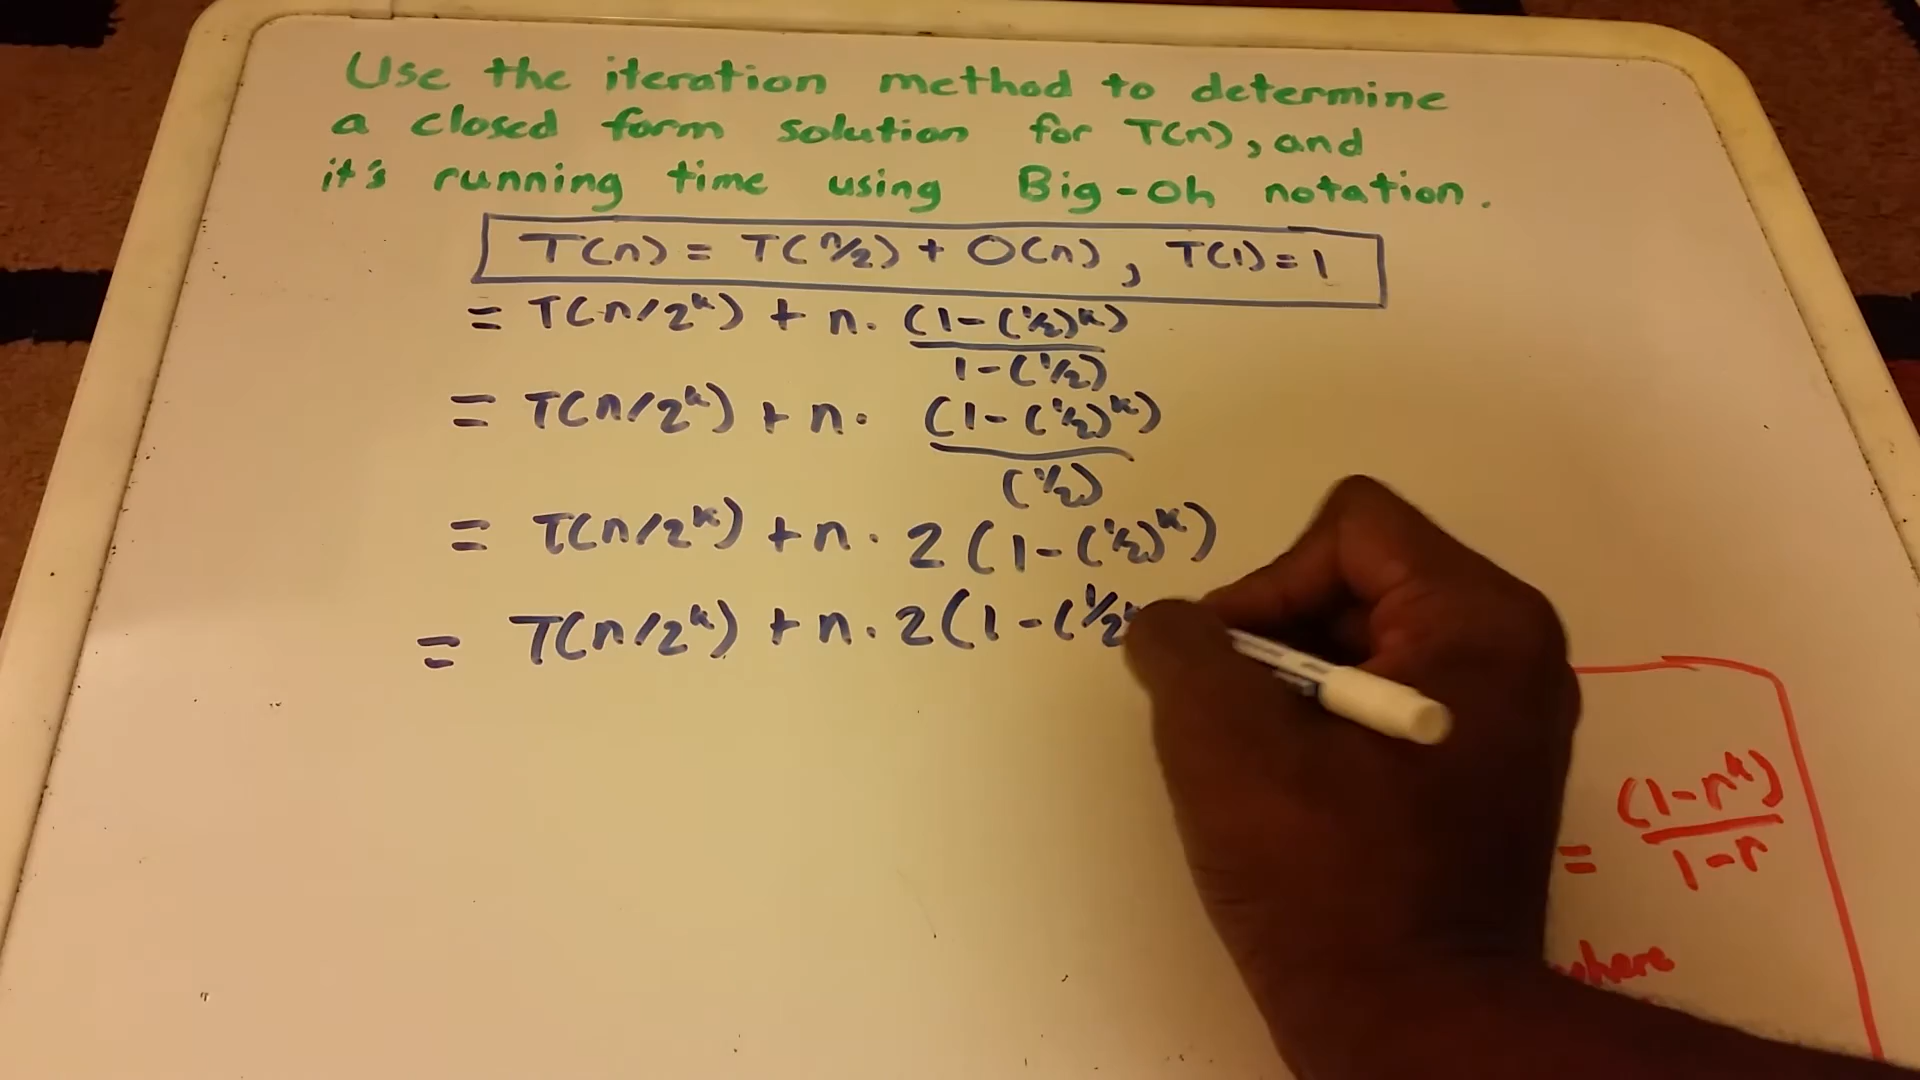 Use the iteration method to determine
a closed form solution for T(n), and
it's running time using Big-Oh notation.
T(n) = T(n/2) + O(n), T(1) = 1
= T(n/2^k) + n. (1-(1/2)^k) / 1-(1/2)
= T(n/2^k) + n. (1-(1/2)^k) / (1/2)
= T(n/2^k) + n. 2(1-(1/2)^k)
= T(n/2^k) + n. 2(1-(1/2^k
= (1-r^k) / 1-r
where